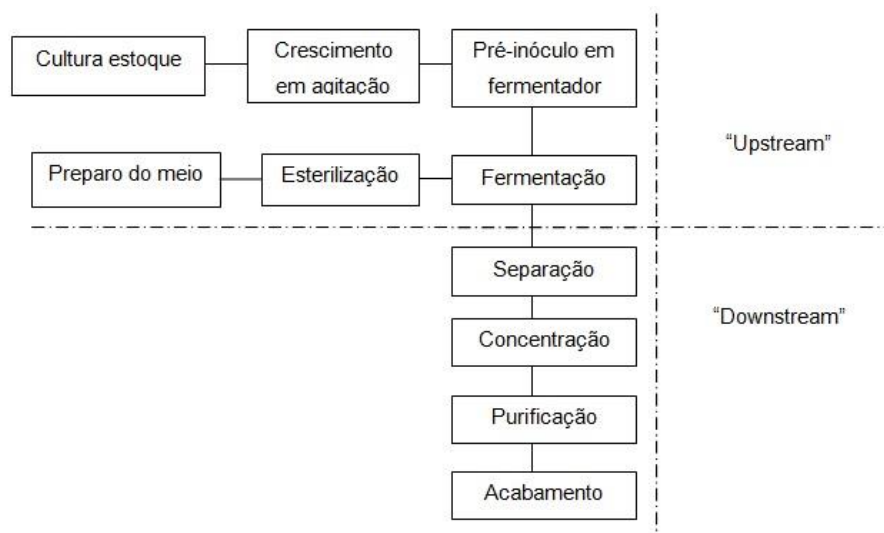 Cultura estoque
Crescimento
em agitação
Pré-inóculo em
fermentador
“Upstream”
Preparo do meio
Esterilização
Fermentação
Separação
“Downstream”
Concentração
Purificação
Acabamento